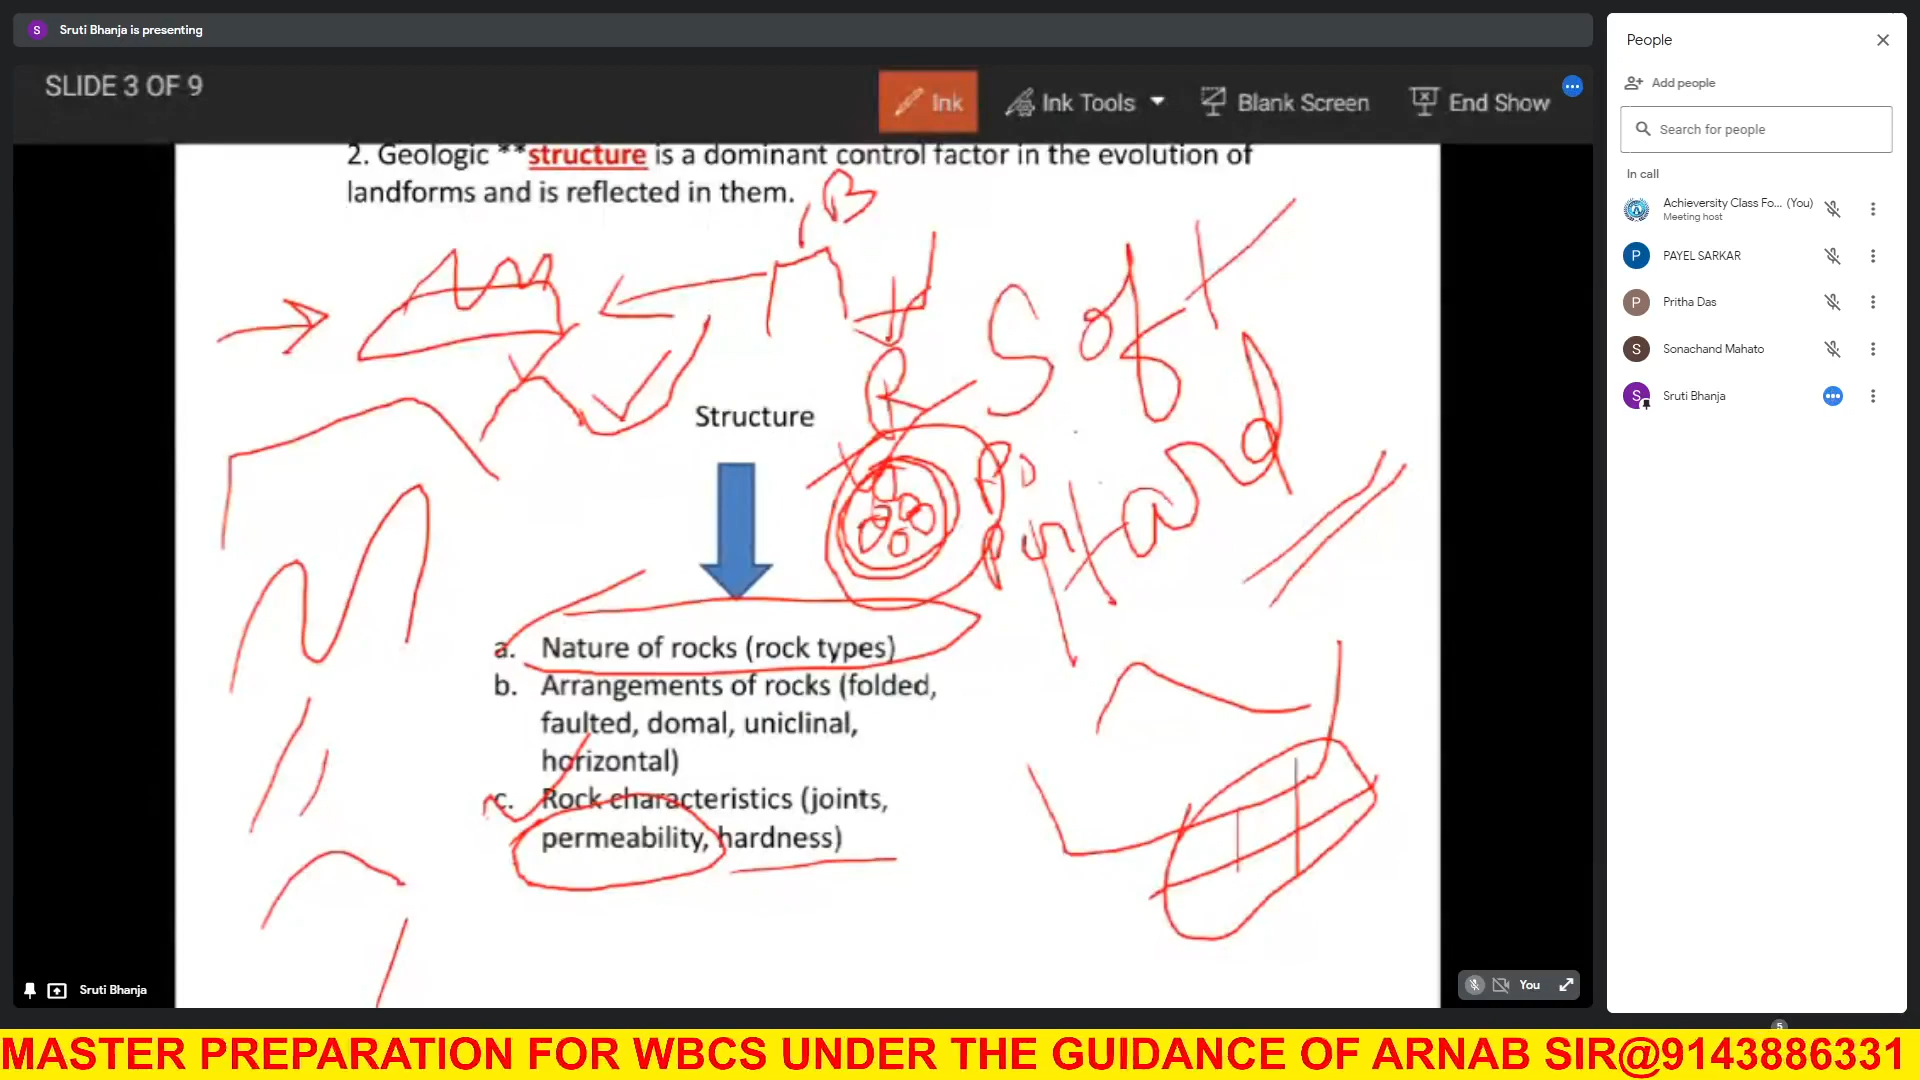 S Sruti Bhanja is presenting
SLIDE 3 OF 9
Ink
Ink Tools
Blank Screen
End Show
2. Geologic **structure is a dominant control factor in the evolution of
landforms and is reflected in them.
B
Soft
Hard
R
Structure
a. Nature of rocks (rock types)
b. Arrangements of rocks (folded,
faulted, domal, uniclinal,
horizontal)
c. Rock characteristics (joints,
permeability, hardness)
Sruti Bhanja
You
People
Add people
Search for people
In call
Achieversity Class Fo... (You)
Meeting host
P PAYEL SARKAR
P Pritha Das
S Sonachand Mahato
S Sruti Bhanja
5
MASTER PREPARATION FOR WBCS UNDER THE GUIDANCE OF ARNAB SIR@9143886331